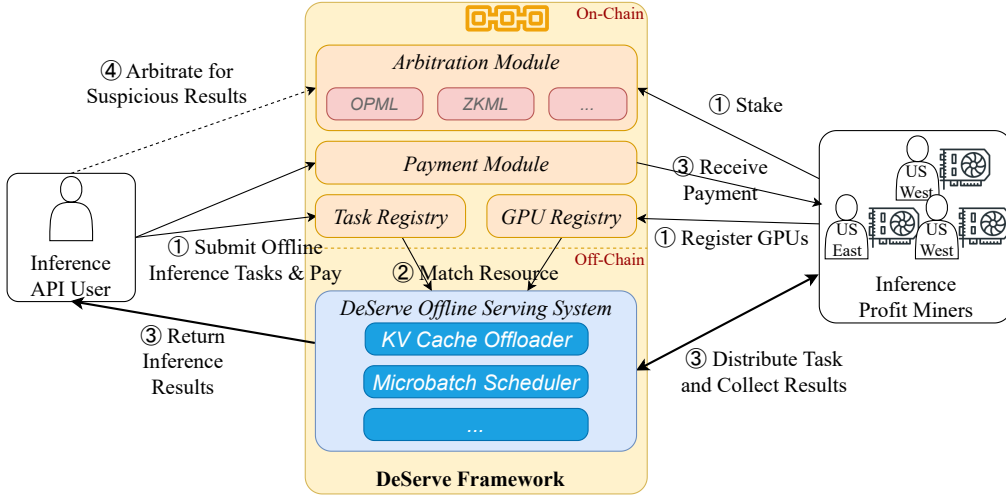 On-Chain
④ Arbitrate for
Suspicious Results
Arbitration Module
OPML
ZKML
...
① Stake
Payment Module
③ Receive
Payment
Task Registry
GPU Registry
① Submit Offline
Inference Tasks & Pay
① Register GPUs
Inference
API User
US
West
US
East
US
West
Inference
Profit Miners
Off-Chain
② Match Resource
DeServe Offline Serving System
KV Cache Offloader
Microbatch Scheduler
...
③ Return
Inference
Results
③ Distribute Task
and Collect Results
DeServe Framework